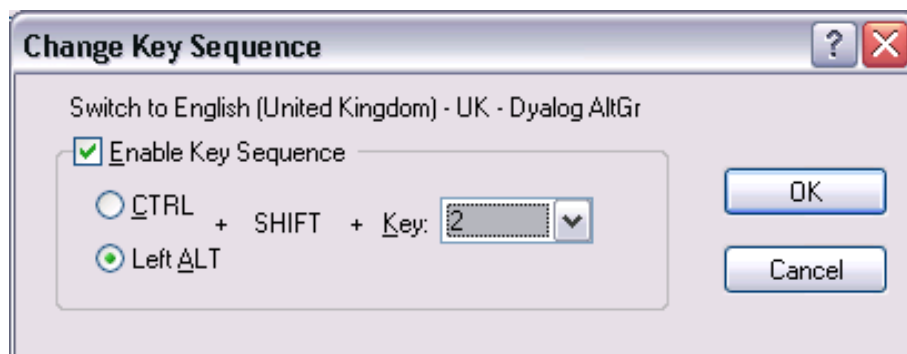 Change Key Sequence
Switch to English (United Kingdom) - UK - Dyalog AltGr
Enable Key Sequence
CTRL
+ SHIFT + Key: 2
Left ALT
OK
Cancel